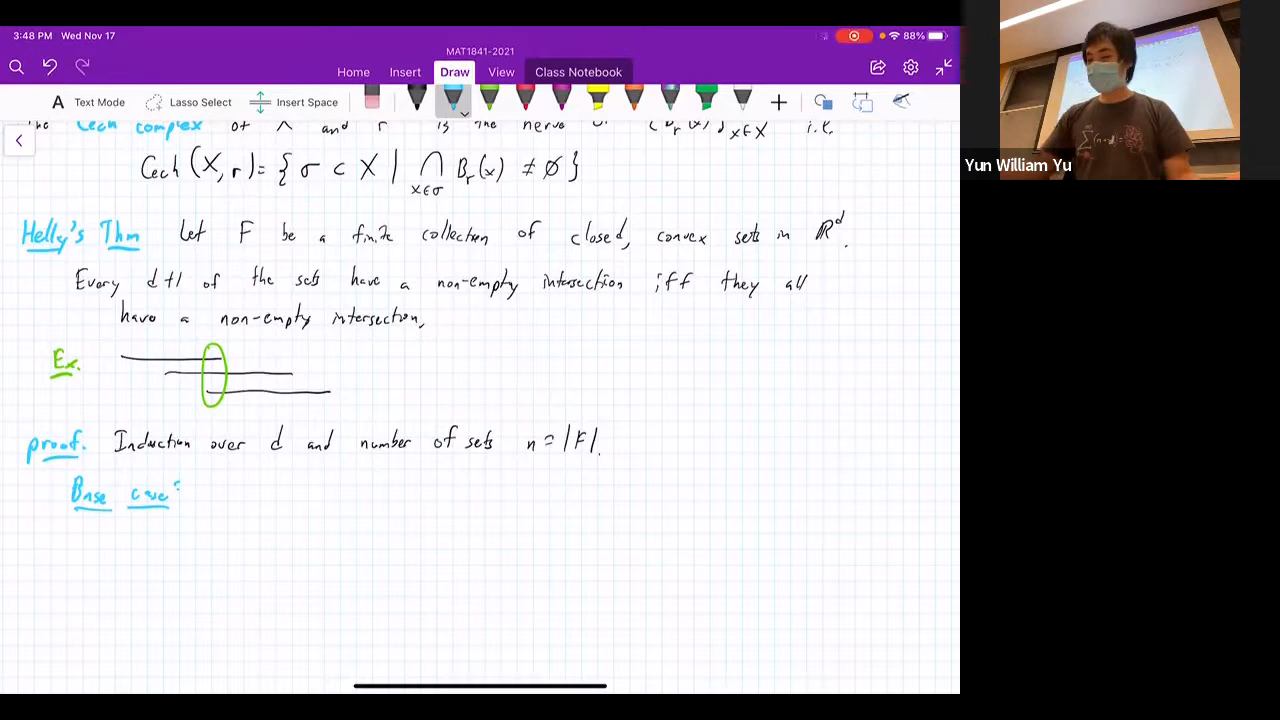 3:48 PM Wed Nov 17
88%
MAT1841-2021
Home Insert Draw View Class Notebook
Text Mode Lasso Select Insert Space
Čech complex of X and r is the nerve of {B_r(x)}_{x∈X} i.e.
Čech(X,r) = { σ ⊂ X | ⋂_{x∈σ} B_r(x) ≠ ∅ }
Yun William Yu
Helly's Thm Let F be a finite collection of closed, convex sets in ℝ^d.
Every d+1 of the sets have a non-empty intersection iff they all
have a non-empty intersection.
Ex.
proof. Induction over d and number of sets n = |F|.
Base case: